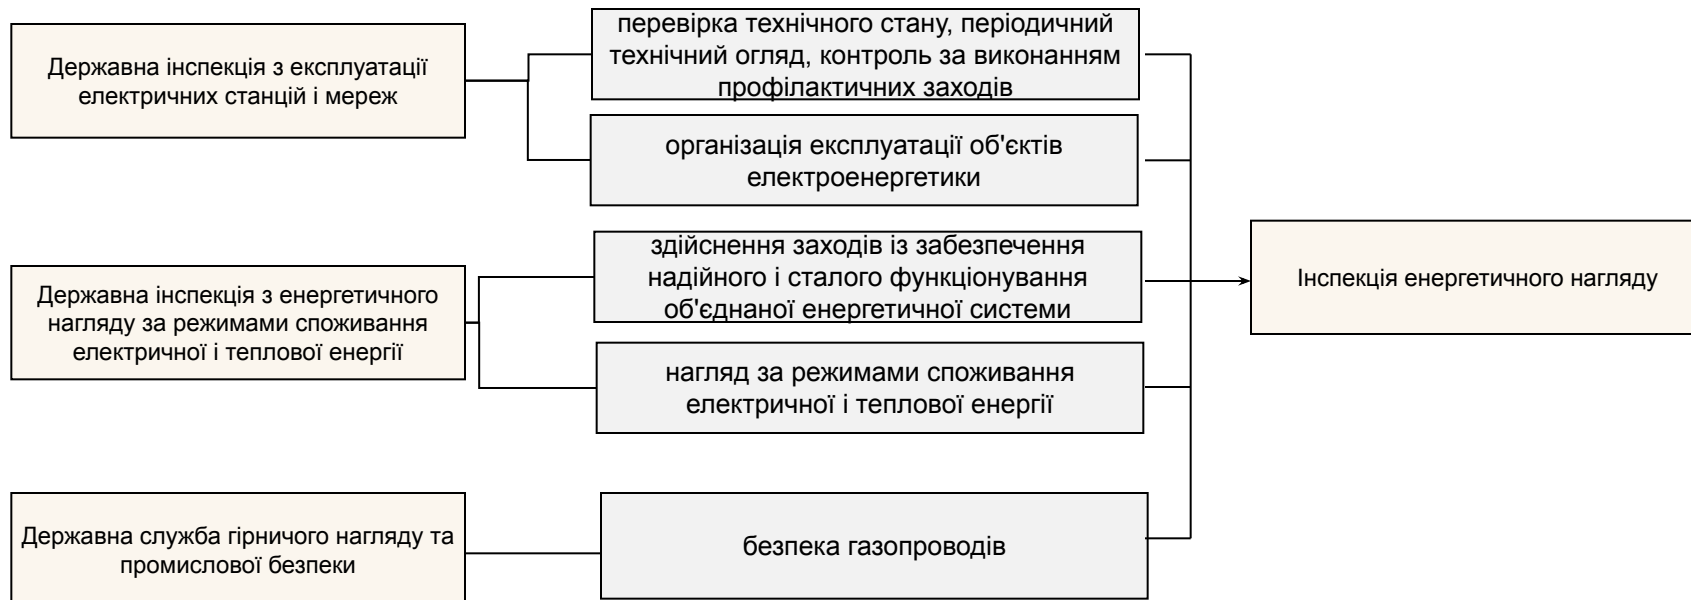 Державна інспекція з експлуатації
електричних станцій і мереж
перевірка технічного стану, періодичний
технічний огляд, контроль за виконанням
профілактичних заходів
організація експлуатації об'єктів
електроенергетики
Державна інспекція з енергетичного
нагляду за режимами споживання
електричної і теплової енергії
здійснення заходів із забезпечення
надійного і сталого функціонування
об'єднаної енергетичної системи
нагляд за режимами споживання
електричної і теплової енергії
Державна служба гірничого нагляду та
промислової безпеки
безпека газопроводів
Інспекція енергетичного нагляду